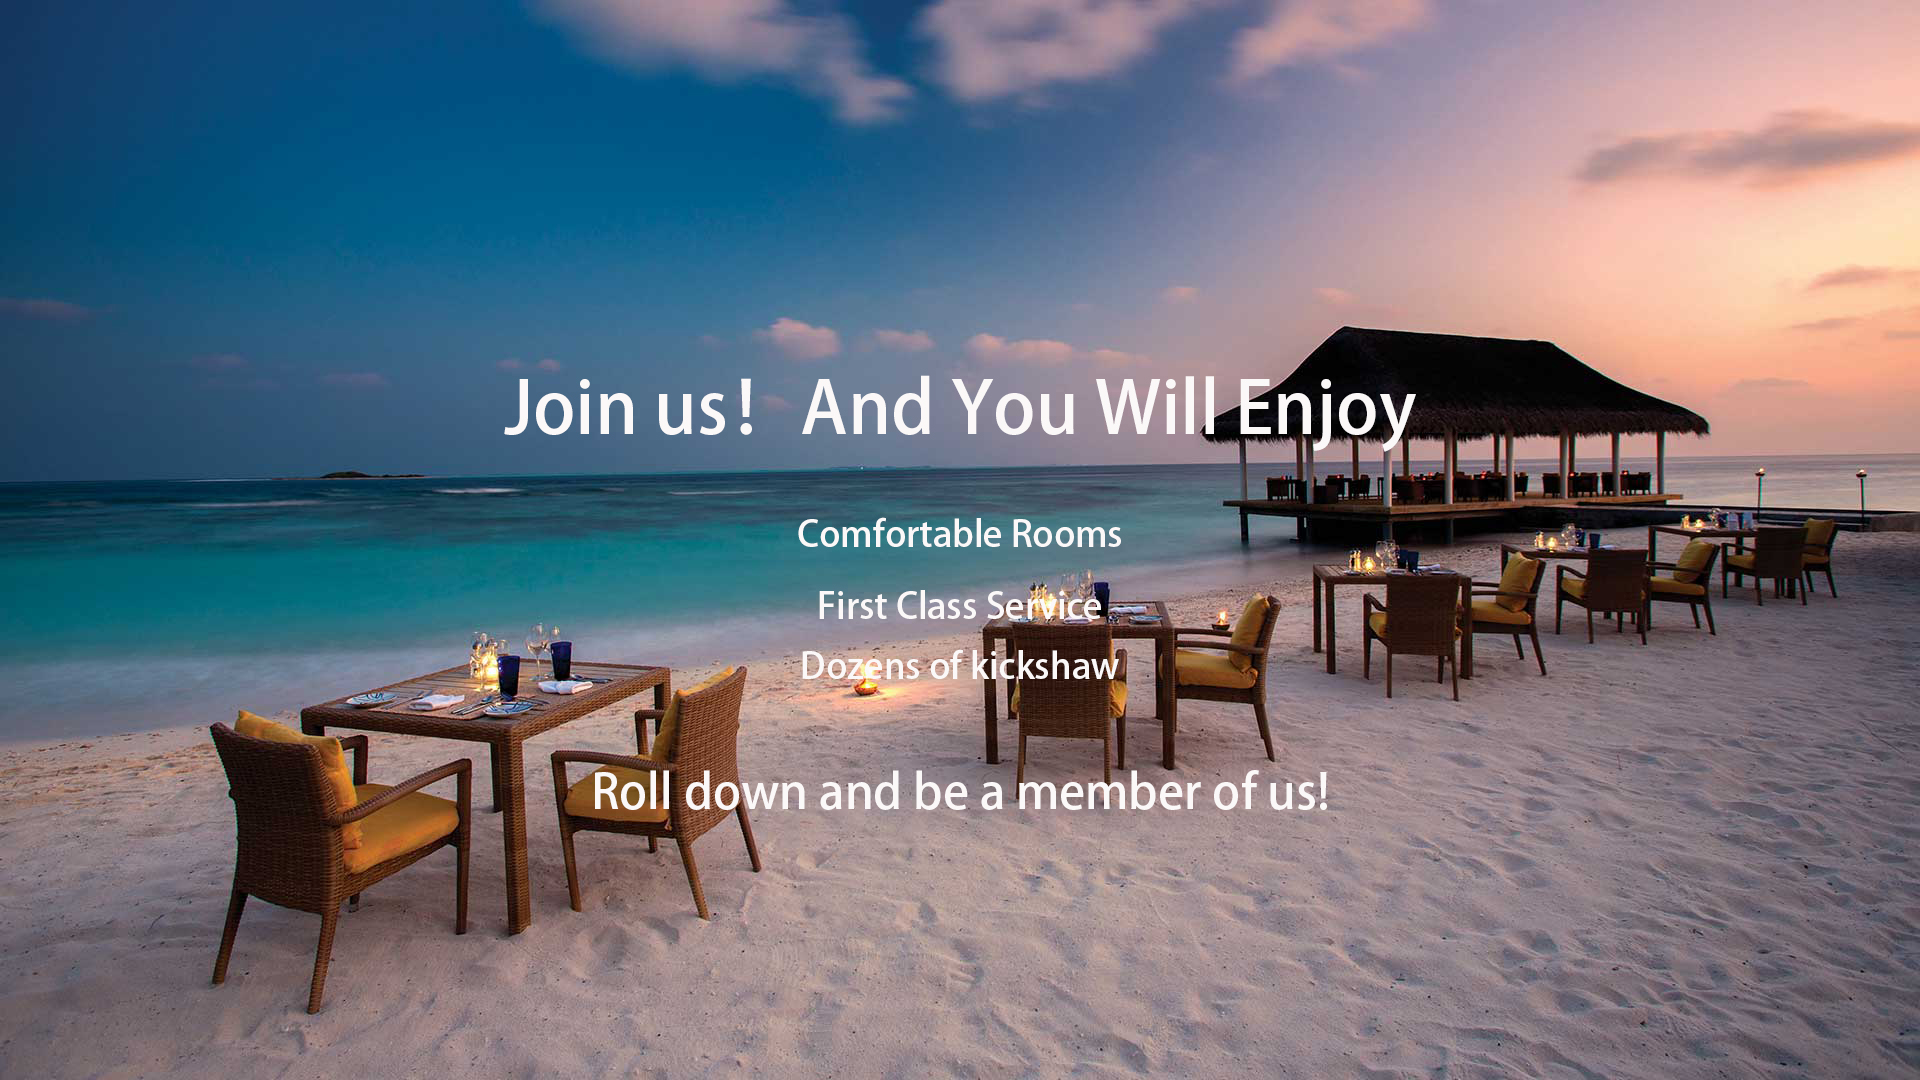 Join us！ And You Will Enjoy
Comfortable Rooms
First Class Service
Dozens of kickshaw
Roll down and be a member of us!